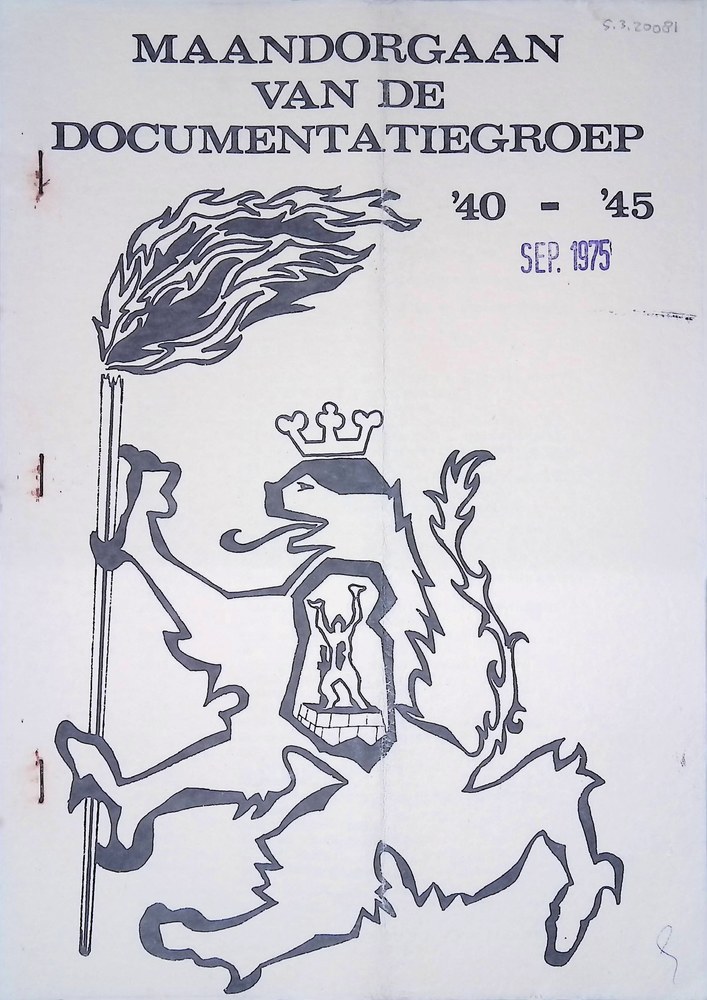 S.3.20081
MAANDORGAAN
VAN DE
DOCUMENTATIEGROEP
'40 - '45
SEP. 1975